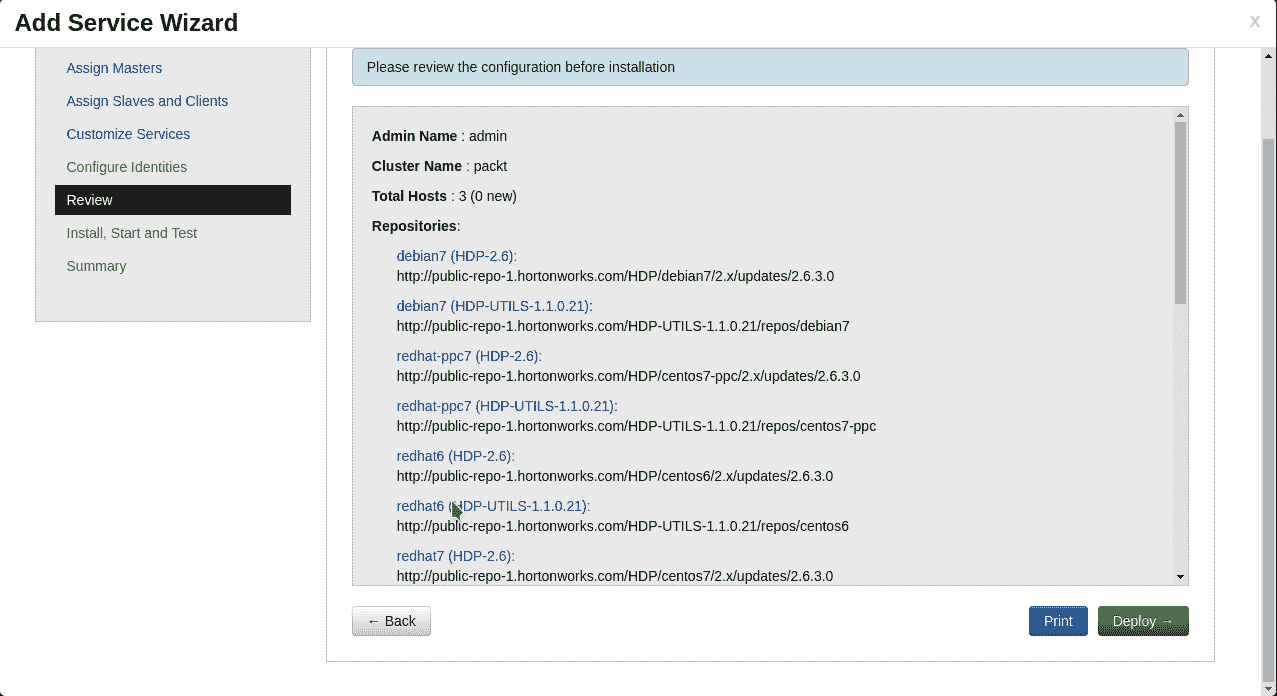 Add Service Wizard
x
Assign Masters
Assign Slaves and Clients
Customize Services
Configure Identities
Review
Install, Start and Test
Summary
Please review the configuration before installation
Admin Name : admin
Cluster Name : packt
Total Hosts : 3 (0 new)
Repositories:
debian7 (HDP-2.6):
http://public-repo-1.hortonworks.com/HDP/debian7/2.x/updates/2.6.3.0
debian7 (HDP-UTILS-1.1.0.21):
http://public-repo-1.hortonworks.com/HDP-UTILS-1.1.0.21/repos/debian7
redhat-ppc7 (HDP-2.6):
http://public-repo-1.hortonworks.com/HDP/centos7-ppc/2.x/updates/2.6.3.0
redhat-ppc7 (HDP-UTILS-1.1.0.21):
http://public-repo-1.hortonworks.com/HDP-UTILS-1.1.0.21/repos/centos7-ppc
redhat6 (HDP-2.6):
http://public-repo-1.hortonworks.com/HDP/centos6/2.x/updates/2.6.3.0
redhat6 (HDP-UTILS-1.1.0.21):
http://public-repo-1.hortonworks.com/HDP-UTILS-1.1.0.21/repos/centos6
redhat7 (HDP-2.6):
http://public-repo-1.hortonworks.com/HDP/centos7/2.x/updates/2.6.3.0
← Back
Print
Deploy →